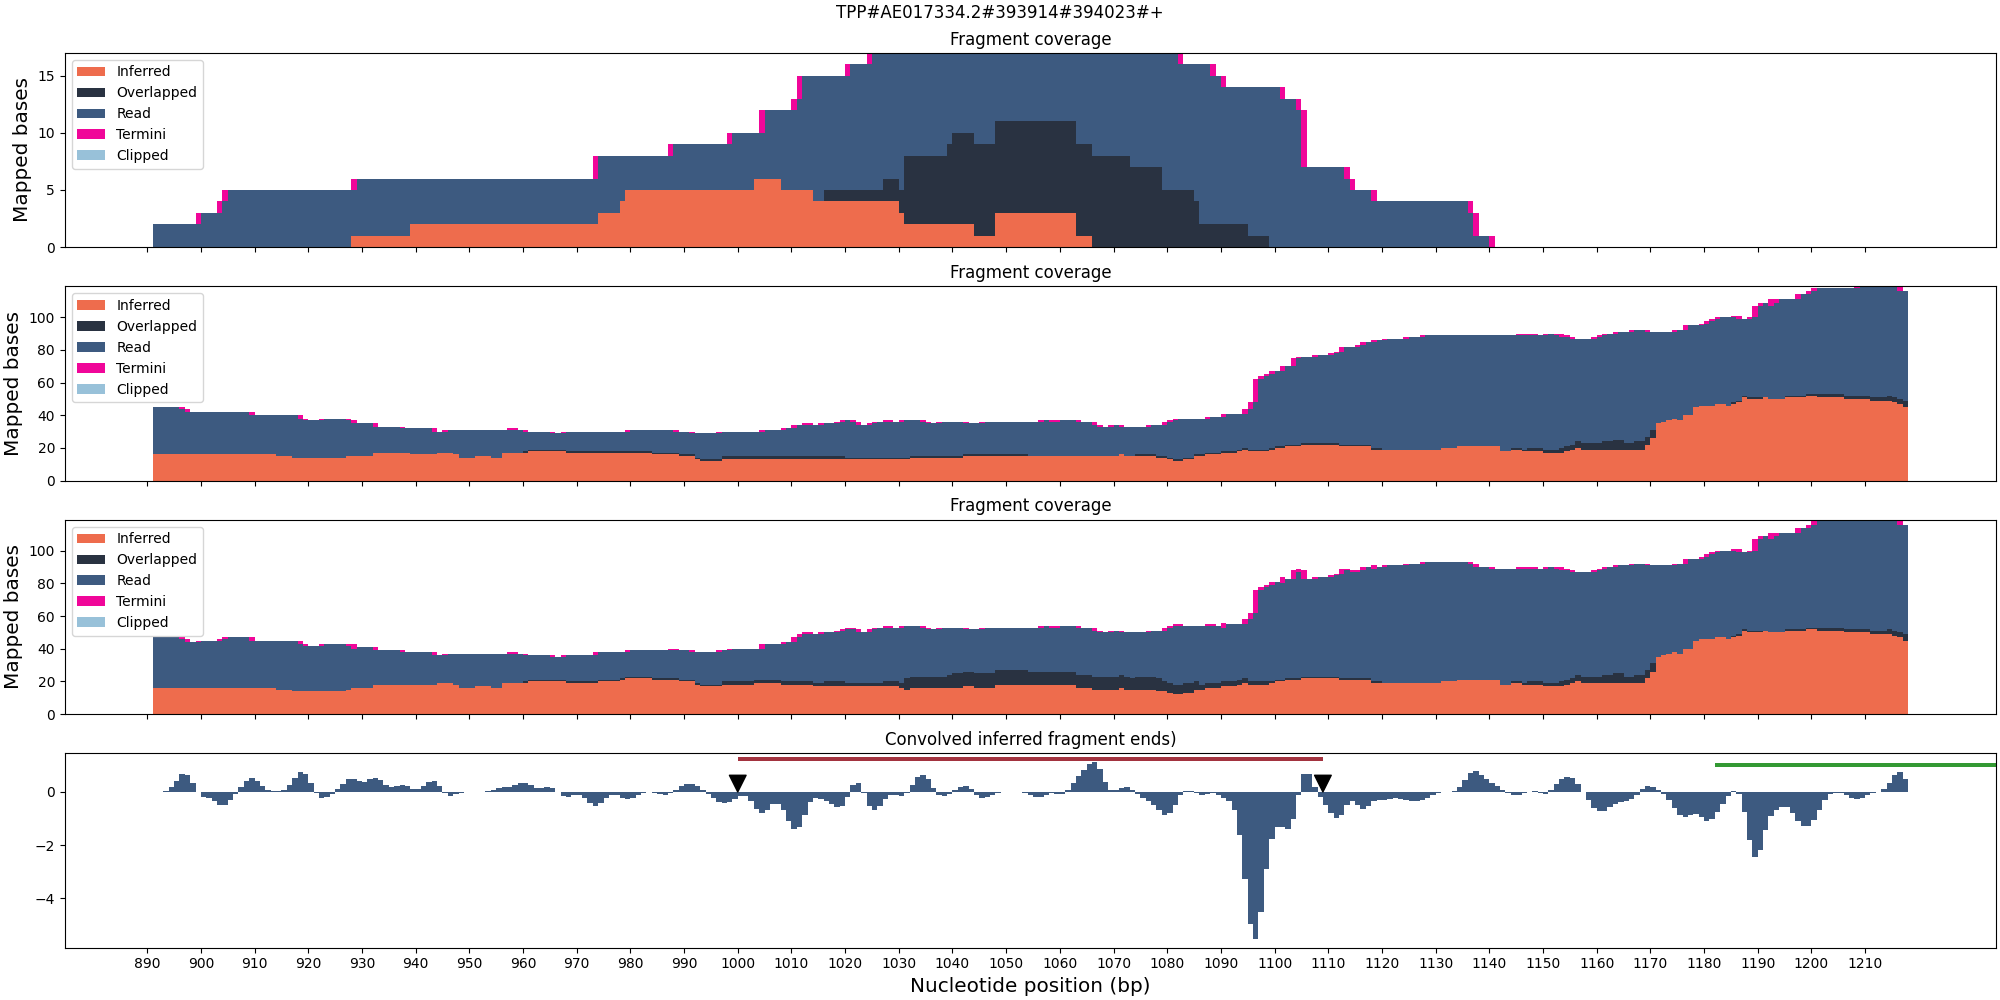 TPP#AE017334.2#393914#394023#+
Fragment coverage
Mapped bases
15
10
5
0
Inferred
Overlapped
Read
Termini
Clipped
Fragment coverage
Mapped bases
100
80
60
40
20
0
Inferred
Overlapped
Read
Termini
Clipped
Fragment coverage
Mapped bases
100
80
60
40
20
0
Inferred
Overlapped
Read
Termini
Clipped
Convolved inferred fragment ends)
0
−2
−4
890 900 910 920 930 940 950 960 970 980 990 1000 1010 1020 1030 1040 1050 1060 1070 1080 1090 1100 1110 1120 1130 1140 1150 1160 1170 1180 1190 1200 1210
Nucleotide position (bp)